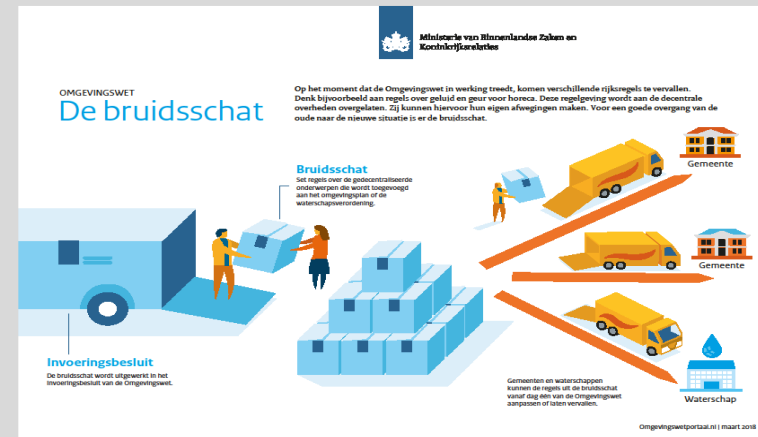 Ministerie van Binnenlandse Zaken en
Koninkrijksrelaties
OMGEVINGSWET
De bruidsschat
Op het moment dat de Omgevingswet in werking treedt, komen verschillende rijksregels te vervallen.
Denk bijvoorbeeld aan regels over geluid en geur voor horeca. Deze regelgeving wordt aan de decentrale
overheden overgelaten. Zij kunnen hiervoor hun eigen afwegingen maken. Voor een goede overgang van de
oude naar de nieuwe situatie is er de bruidsschat.
Bruidsschat
Set regels over de gedecentraliseerde
onderwerpen die wordt toegevoegd
aan het omgevingsplan of de
waterschapsverordening.
Gemeente
Gemeente
Invoeringsbesluit
De bruidsschat wordt uitgewerkt in het
invoeringsbesluit van de Omgevingswet.
Gemeenten en waterschappen
kunnen de regels uit de bruidsschat
vanaf dag één van de Omgevingswet
aanpassen of laten vervallen.
Waterschap
Omgevingswetportaal.nl | maart 2018